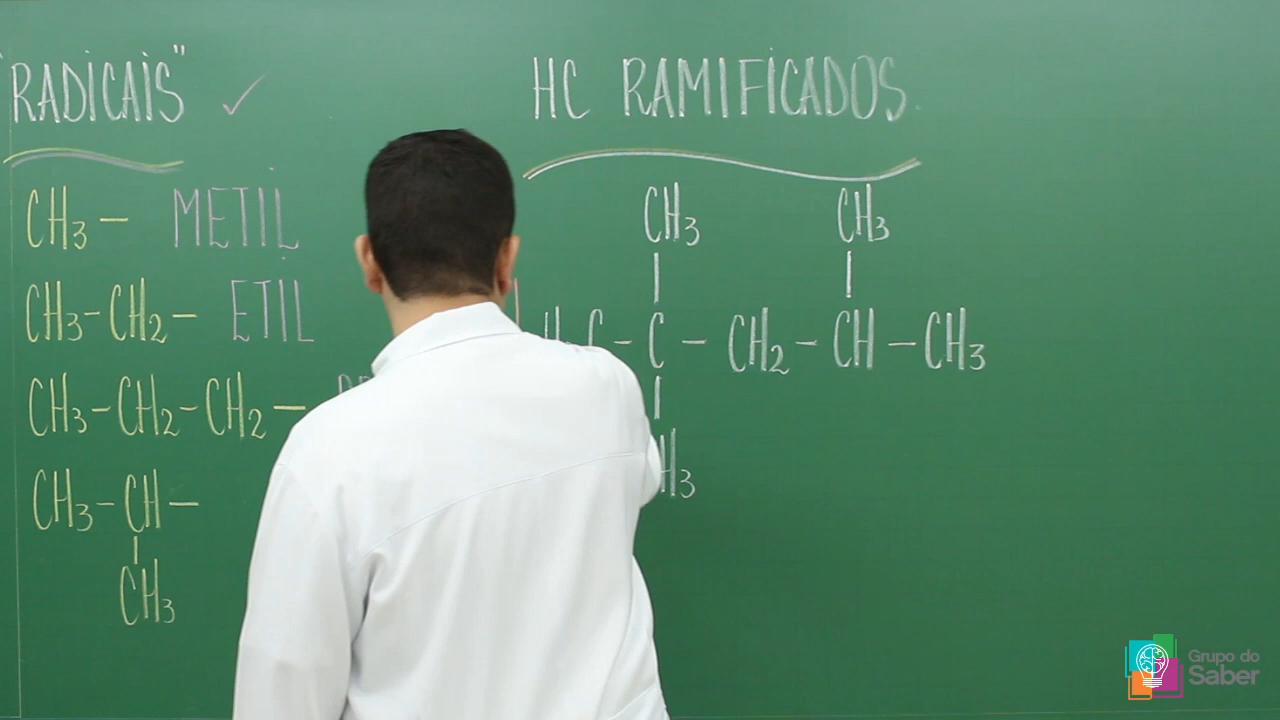 "RADICAIS" ✓
CH3 — METIL
CH3 — CH2 — ETIL
CH3 — CH2 — CH2 —
CH3 — CH —
|
CH3
HC RAMIFICADOS
CH3 CH3
| |
C — C — CH2 — CH — CH3
|
H3
Grupo do
Saber